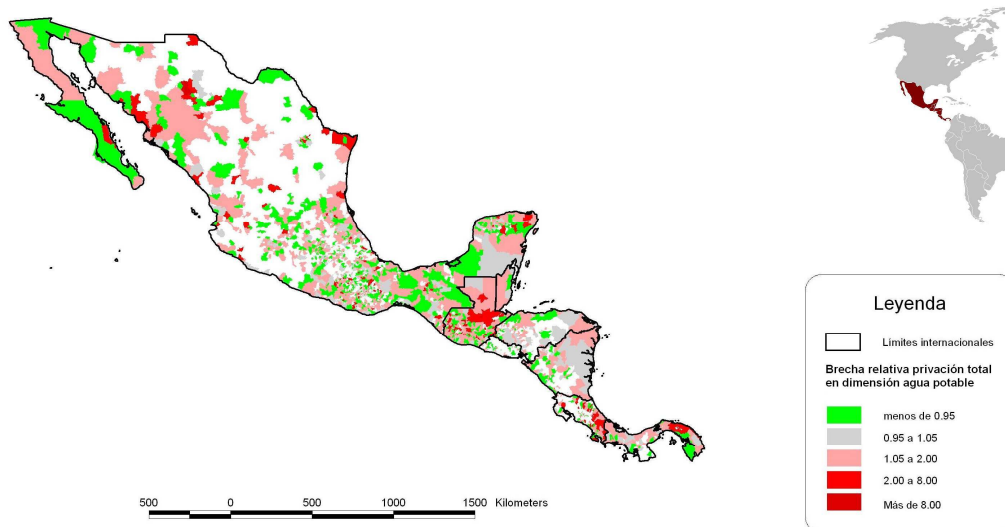 Leyenda
Límites internacionales
Brecha relativa privación total
en dimensión agua potable
menos de 0.95
0.95 a 1.05
1.05 a 2.00
2.00 a 8.00
Más de 8.00
500 0 500 1000 1500 Kilometers